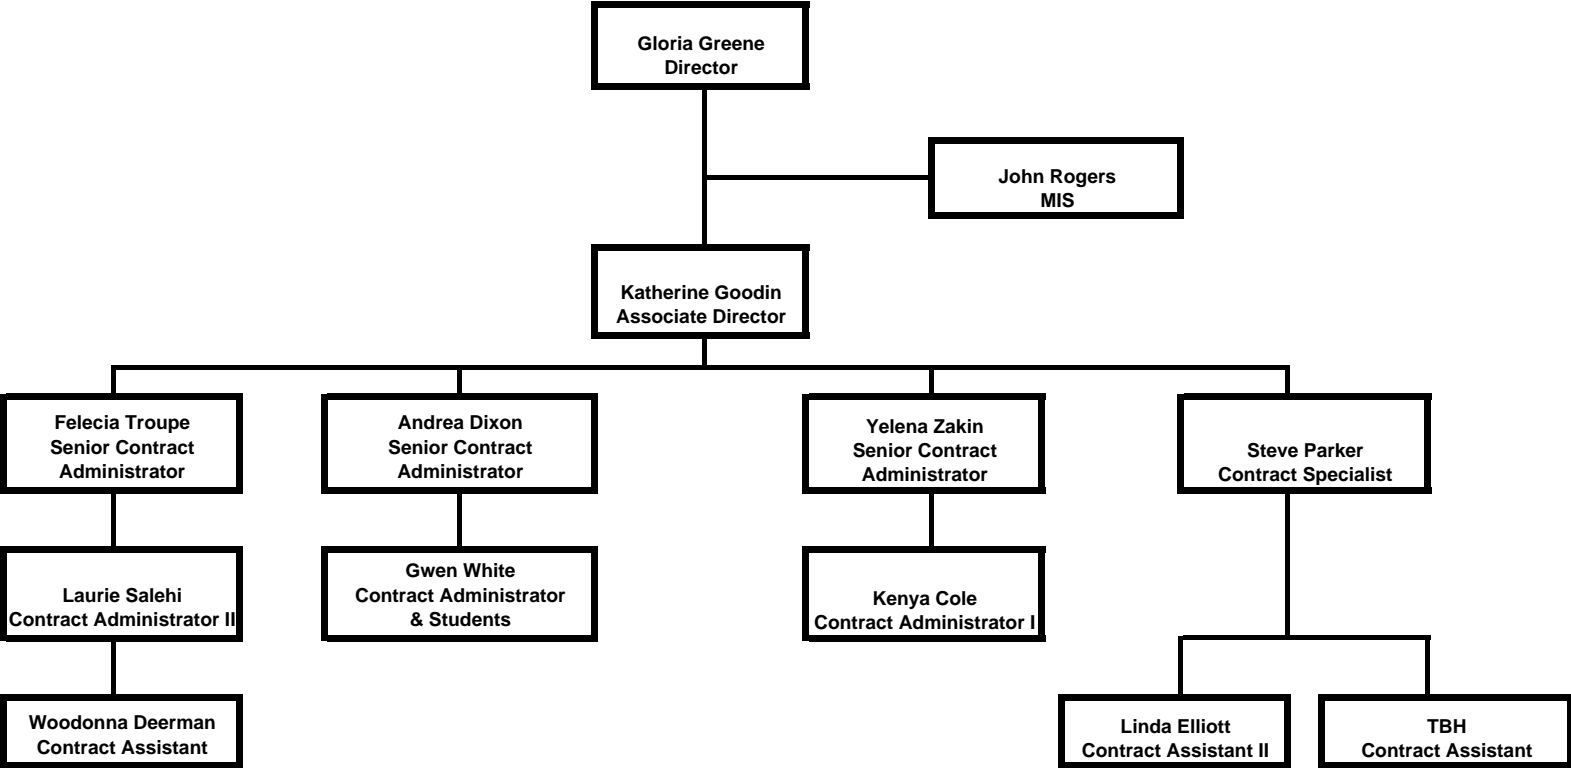 Gloria Greene
Director
John Rogers
MIS
Katherine Goodin
Associate Director
Felecia Troupe
Senior Contract
Administrator
Andrea Dixon
Senior Contract
Administrator
Yelena Zakin
Senior Contract
Administrator
Steve Parker
Contract Specialist
Laurie Salehi
Contract Administrator II
Gwen White
Contract Administrator
& Students
Kenya Cole
Contract Administrator I
Woodonna Deerman
Contract Assistant
Linda Elliott
Contract Assistant II
TBH
Contract Assistant